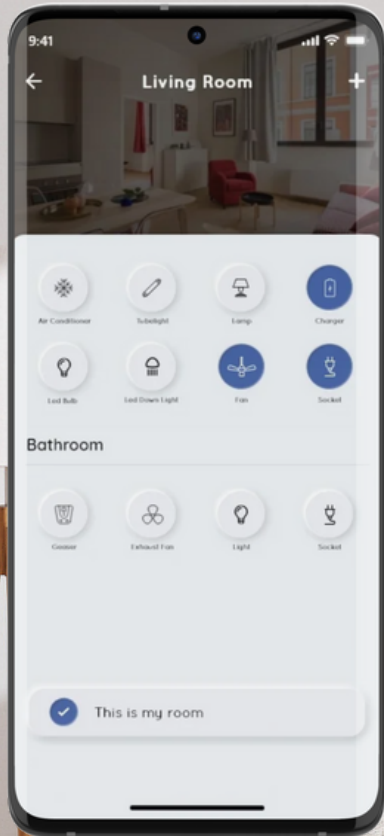 9:41
Living Room
Air Conditioner
Tubelight
Lamp
Charger
Led Bulb
Led Down Light
Fan
Socket
Bathroom
Geaser
Exhaust Fan
Light
Socket
This is my room